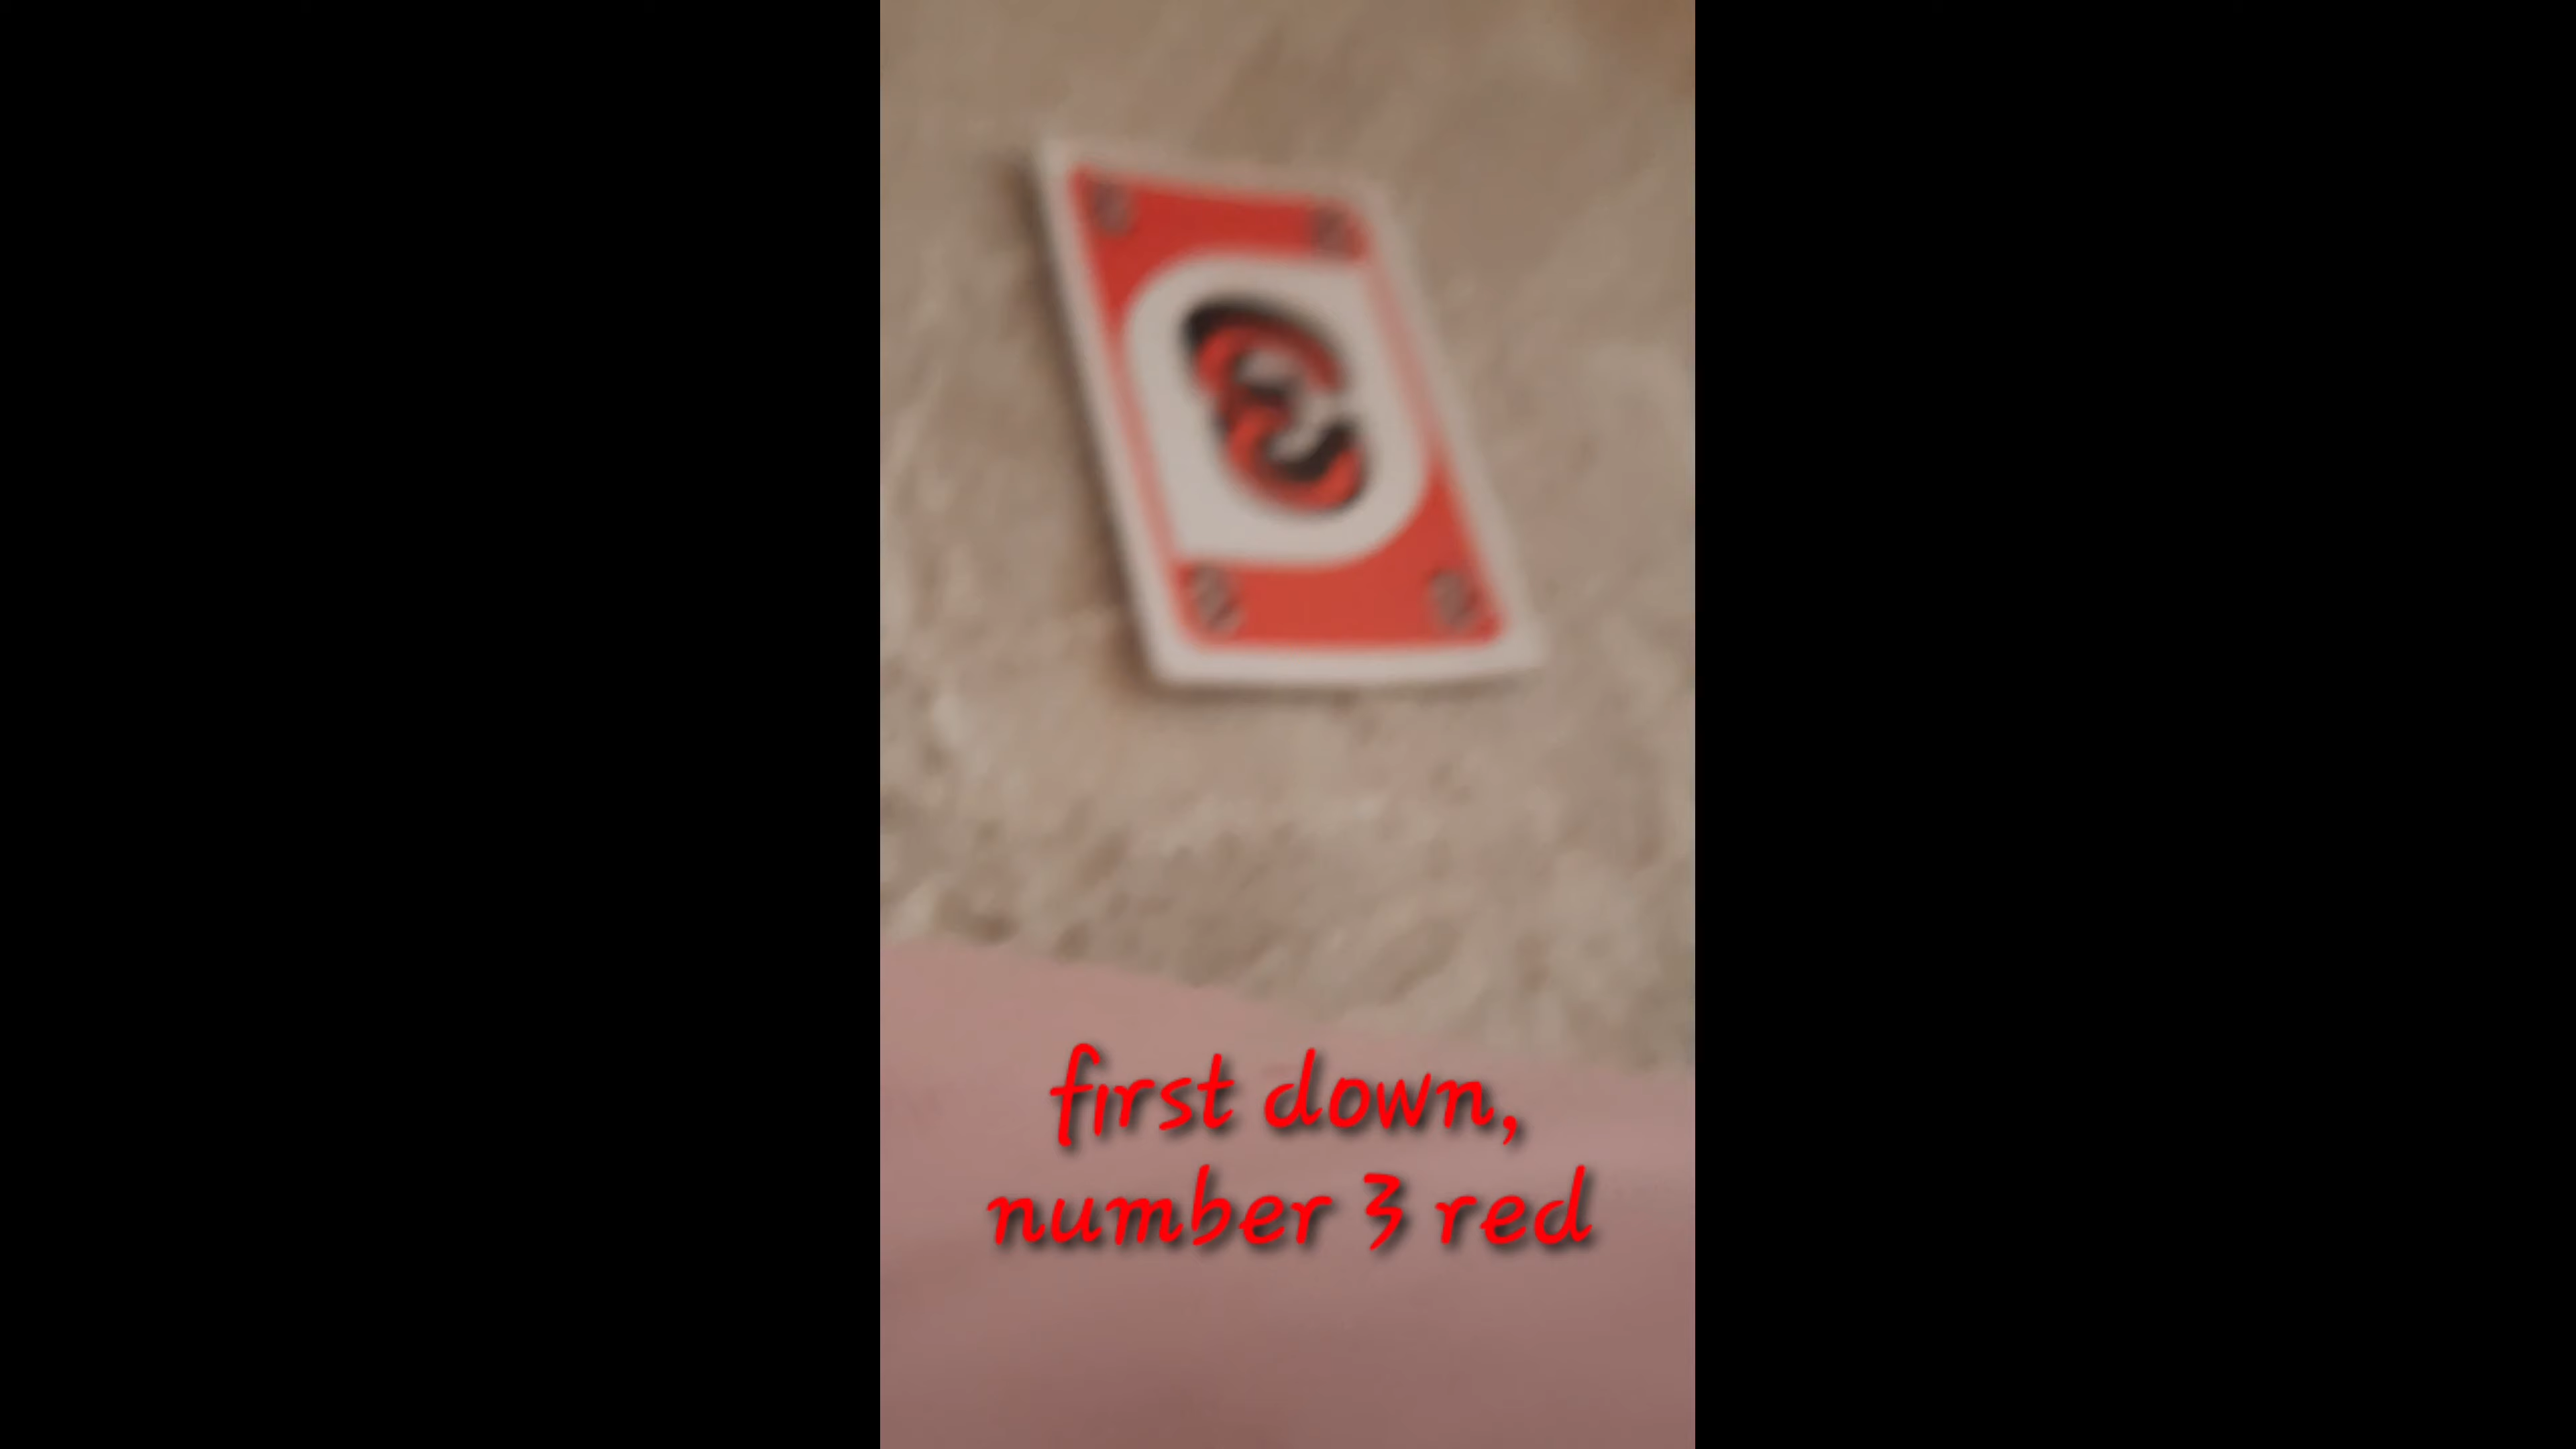 first down,
number 3 red